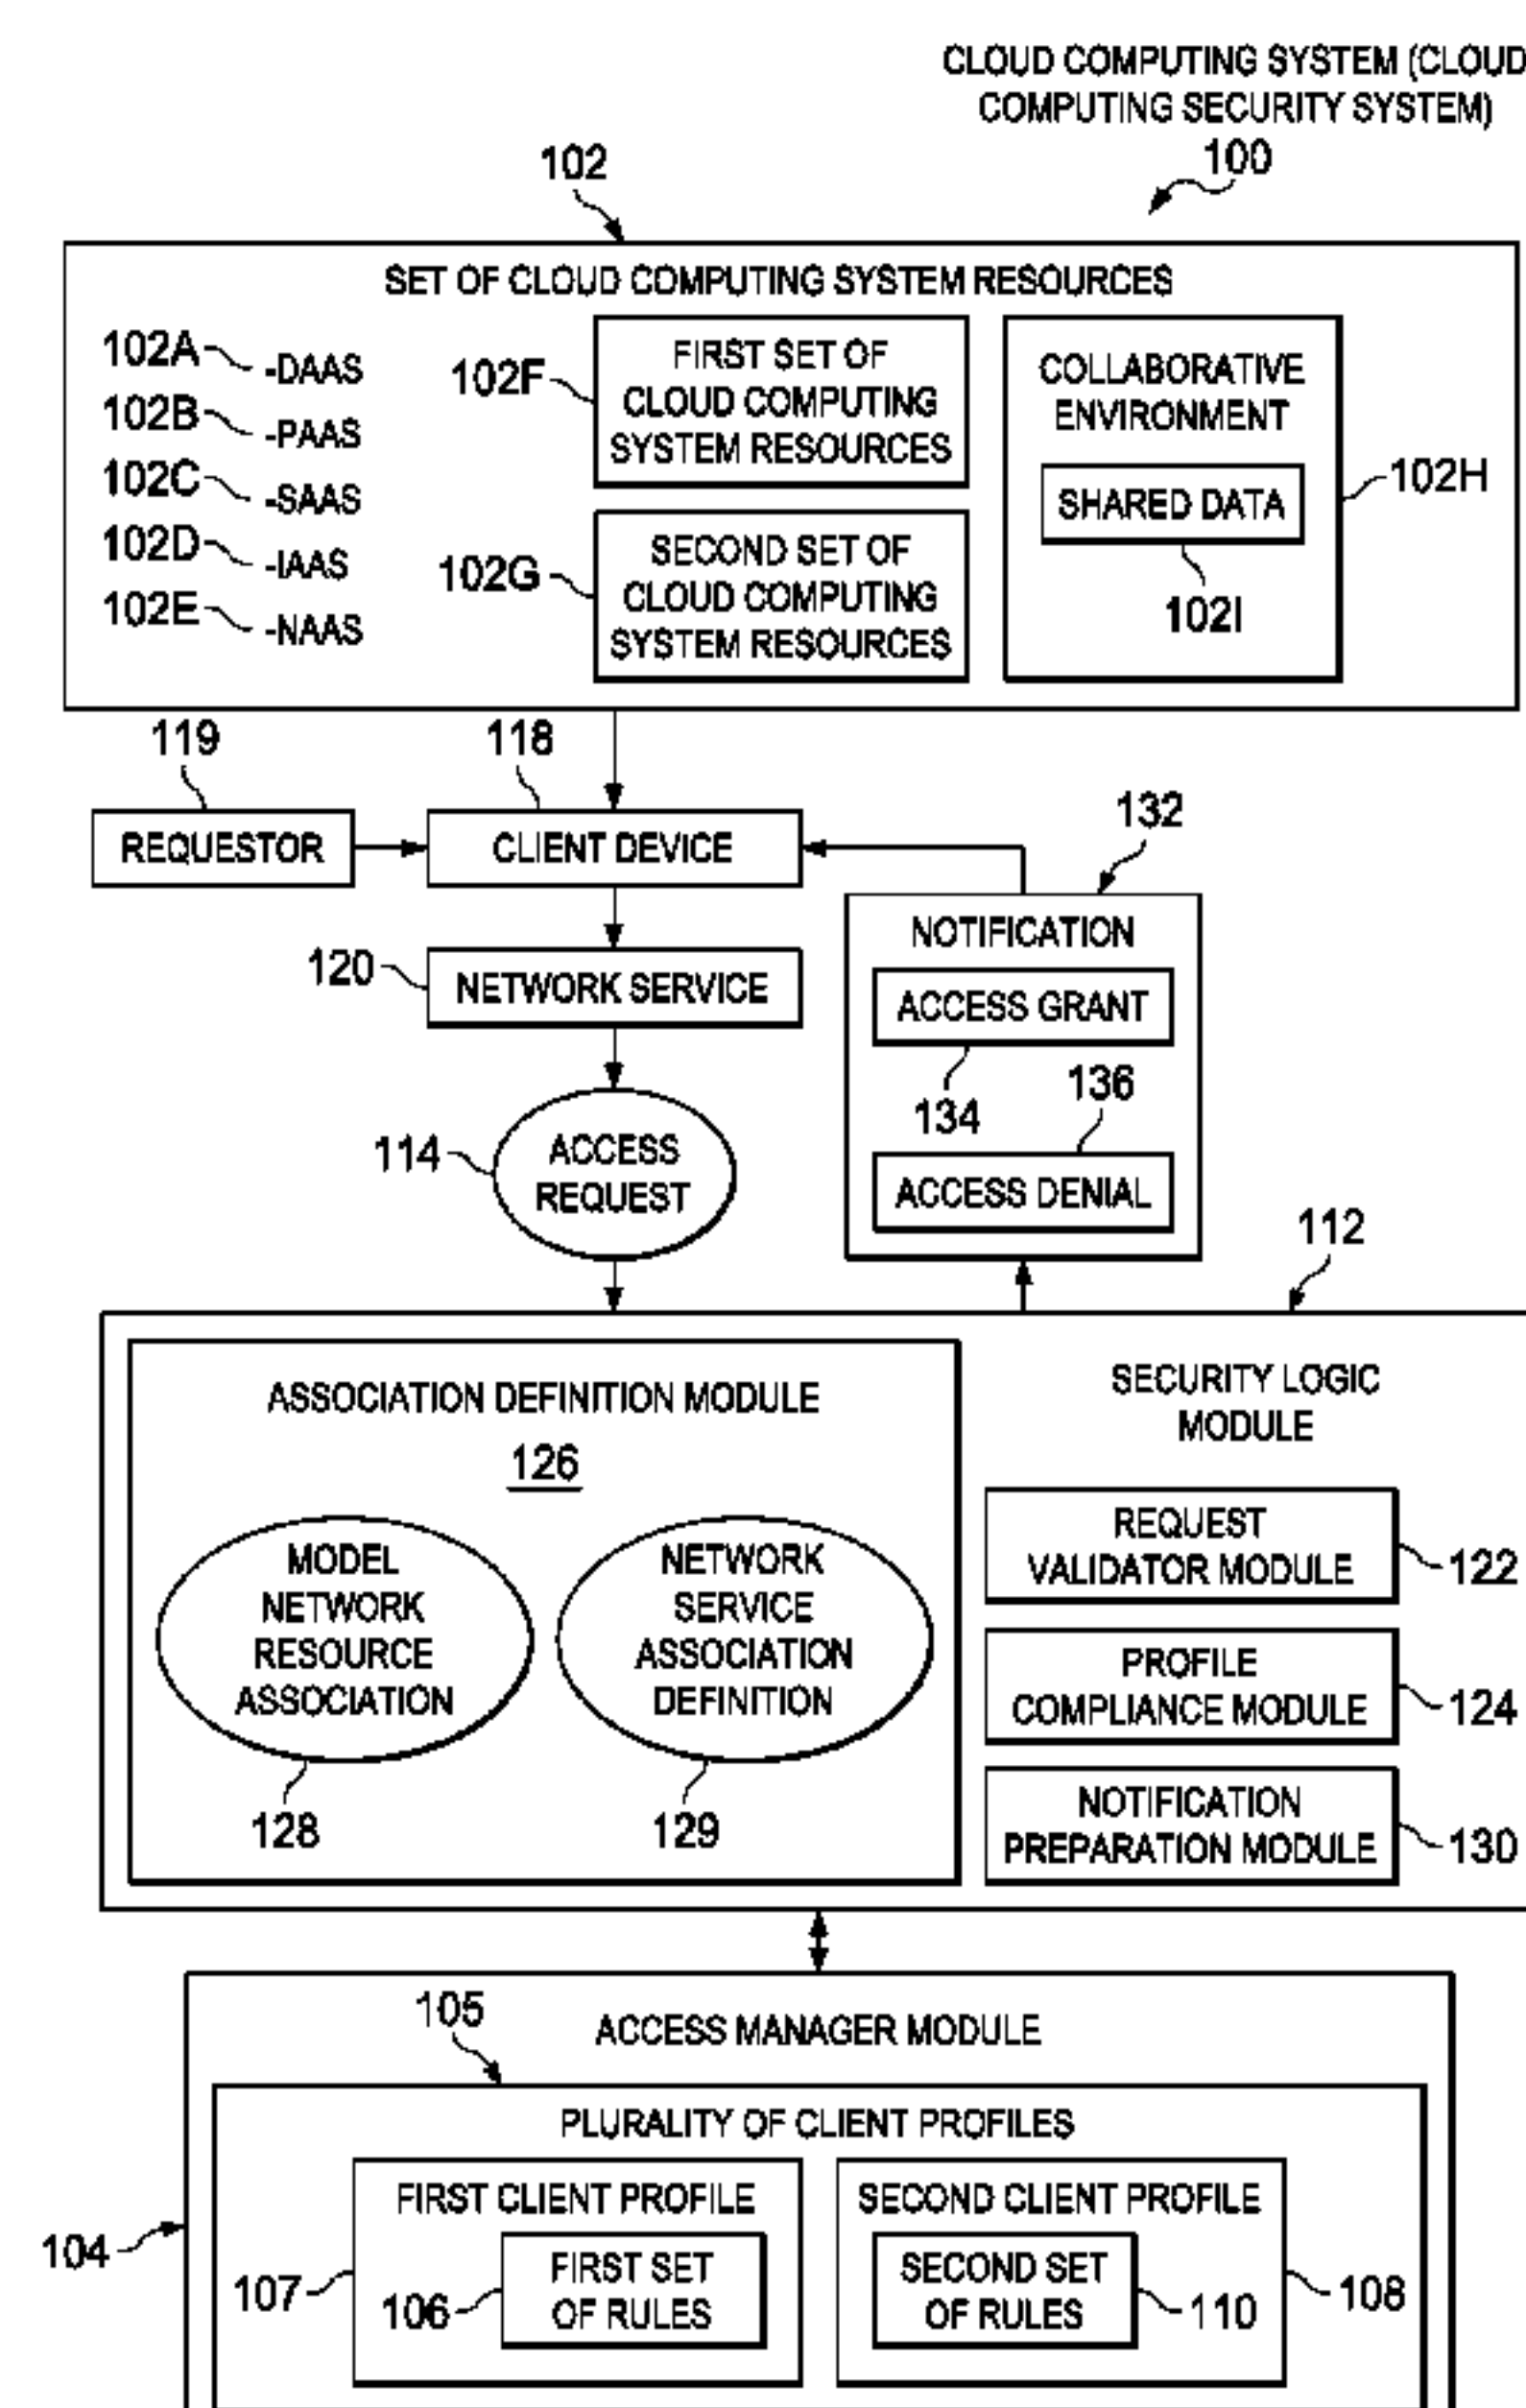 CLOUD COMPUTING SYSTEM (CLOUD
COMPUTING SECURITY SYSTEM)
100
102
SET OF CLOUD COMPUTING SYSTEM RESOURCES
102A
-DAAS
102B
-PAAS
102C
-SAAS
102D
-IAAS
102E
-NAAS
102F
FIRST SET OF
CLOUD COMPUTING
SYSTEM RESOURCES
102G
SECOND SET OF
CLOUD COMPUTING
SYSTEM RESOURCES
COLLABORATIVE
ENVIRONMENT
SHARED DATA
102H
102I
119
118
REQUESTOR
CLIENT DEVICE
132
120
NETWORK SERVICE
NOTIFICATION
ACCESS GRANT
134
136
ACCESS DENIAL
114
ACCESS
REQUEST
112
ASSOCIATION DEFINITION MODULE
126
MODEL
NETWORK
RESOURCE
ASSOCIATION
128
NETWORK
SERVICE
ASSOCIATION
DEFINITION
129
SECURITY LOGIC
MODULE
REQUEST
VALIDATOR MODULE
122
PROFILE
COMPLIANCE MODULE
124
NOTIFICATION
PREPARATION MODULE
130
105
ACCESS MANAGER MODULE
PLURALITY OF CLIENT PROFILES
104
FIRST CLIENT PROFILE
107
106
FIRST SET
OF RULES
SECOND CLIENT PROFILE
SECOND SET
OF RULES
110
108